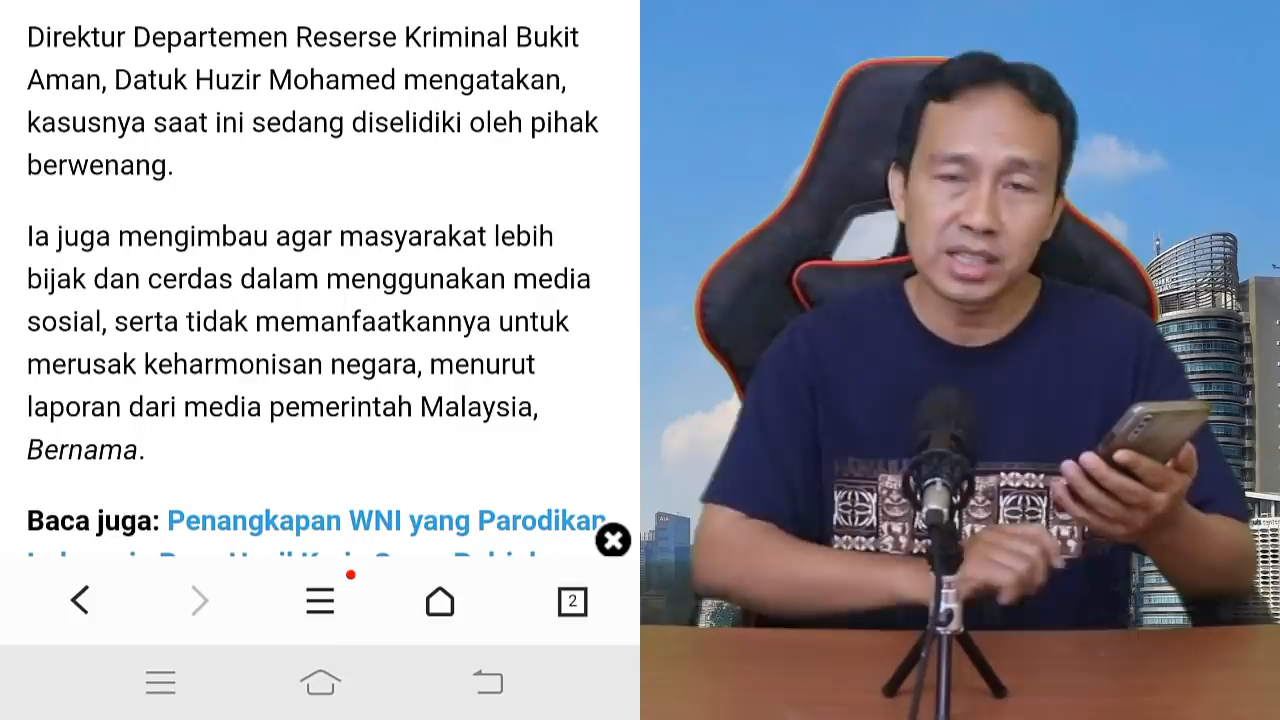 Direktur Departemen Reserse Kriminal Bukit
Aman, Datuk Huzir Mohamed mengatakan,
kasusnya saat ini sedang diselidiki oleh pihak
berwenang.
Ia juga mengimbau agar masyarakat lebih
bijak dan cerdas dalam menggunakan media
sosial, serta tidak memanfaatkannya untuk
merusak keharmonisan negara, menurut
laporan dari media pemerintah Malaysia,
Bernama.
Baca juga: Penangkapan WNI yang Parodikan
2
AIA